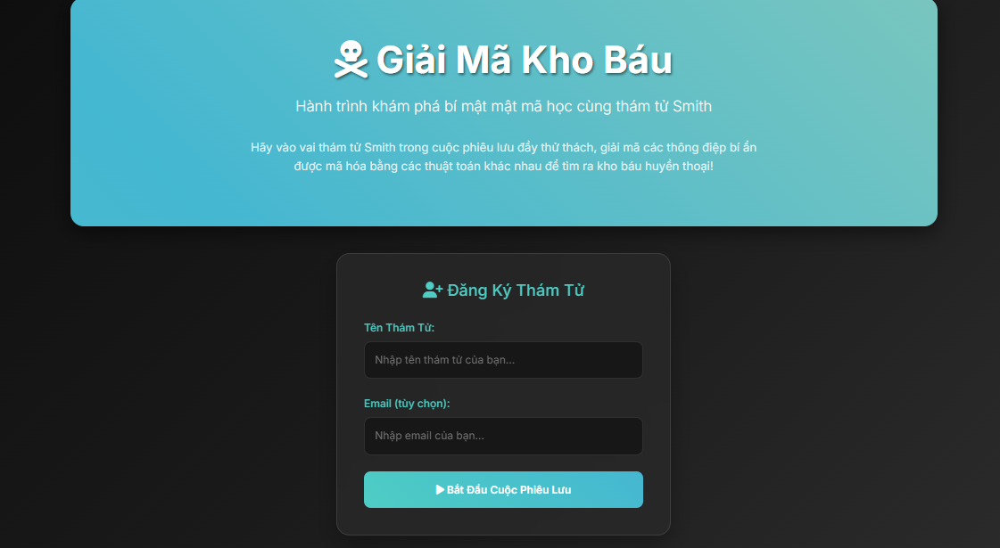 Giải Mã Kho Báu
Hành trình khám phá bí mật mật mã học cùng thám tử Smith
Hãy vào vai thám tử Smith trong cuộc phiêu lưu đầy thử thách, giải mã các thông điệp bí ẩn
được mã hóa bằng các thuật toán khác nhau để tìm ra kho báu huyền thoại!
Đăng Ký Thám Tử
Tên Thám Tử:
Nhập tên thám tử của bạn...
Email (tùy chọn):
Nhập email của bạn...
Bắt Đầu Cuộc Phiêu Lưu